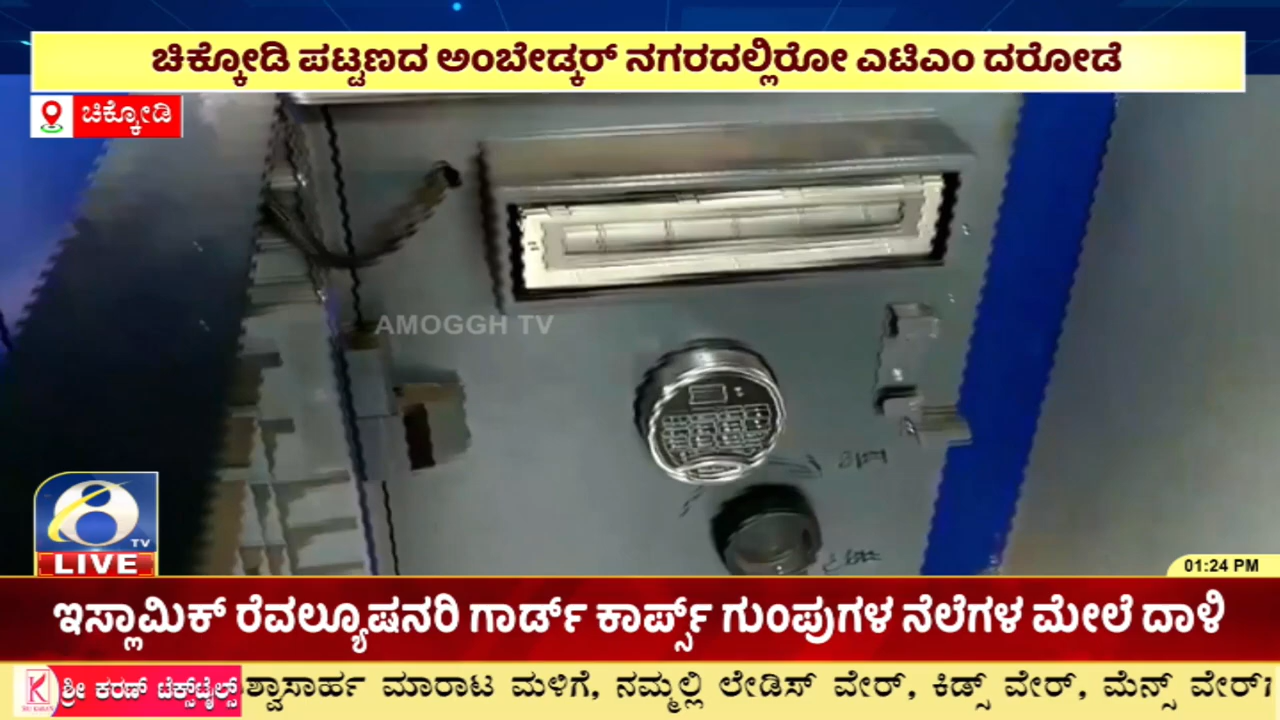 ಚಿಕ್ಕೋಡಿ ಪಟ್ಟಣದ ಅಂಬೇಡ್ಕರ್ ನಗರದಲ್ಲಿರೋ ಎಟಿಎಂ ದರೋಡೆ
ಚಿಕ್ಕೋಡಿ
AMOGGH TV
8 TV
LIVE
01:24 PM
ಇಸ್ಲಾಮಿಕ್ ರೆವಲ್ಯೂಷನರಿ ಗಾರ್ಡ್ ಕಾರ್ಪ್ಸ್ ಗುಂಪುಗಳ ನೆಲೆಗಳ ಮೇಲೆ ದಾಳಿ
ಶ್ರೀ ಕರಣ್ ಟೆಕ್ಸ್‌ಟೈಲ್ಸ್ ಶ್ವಾಸಾರ್ಹ ಮಾರಾಟ ಮಳಿಗೆ, ನಮ್ಮಲ್ಲಿ ಲೇಡಿಸ್ ವೇರ್, ಕಿಡ್ಸ್ ವೇರ್, ಮೆನ್ಸ್ ವೇರ್